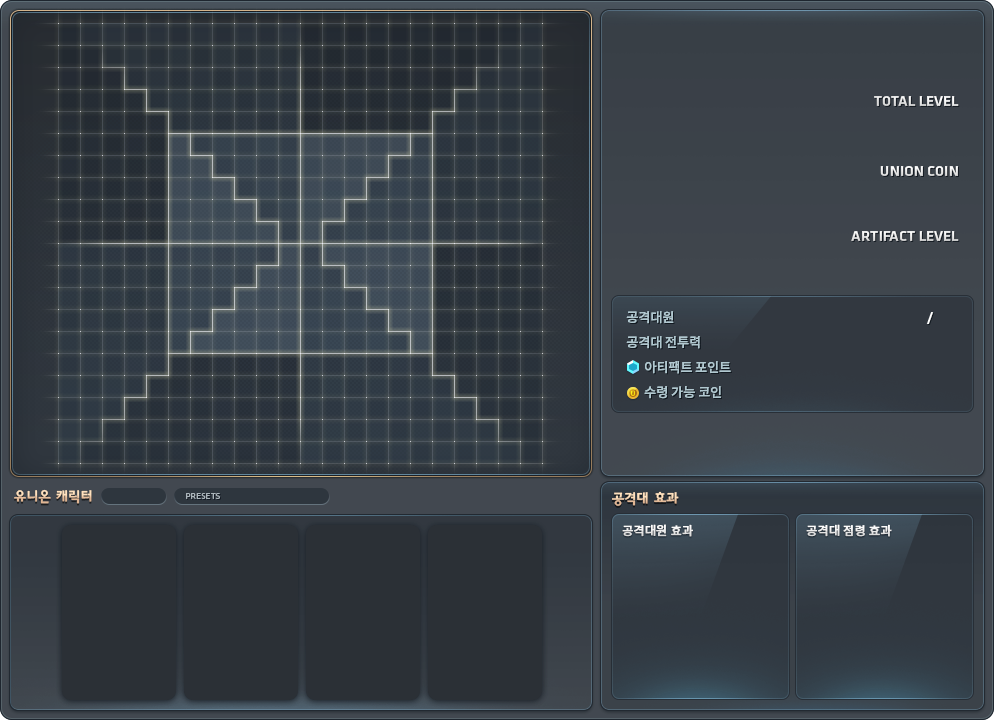 TOTAL LEVEL
UNION COIN
ARTIFACT LEVEL
공격대원 /
공격대 전투력
아티팩트 포인트
수령 가능 코인
유니온 캐릭터 PRESETS
공격대 효과
공격대원 효과 공격대 점령 효과